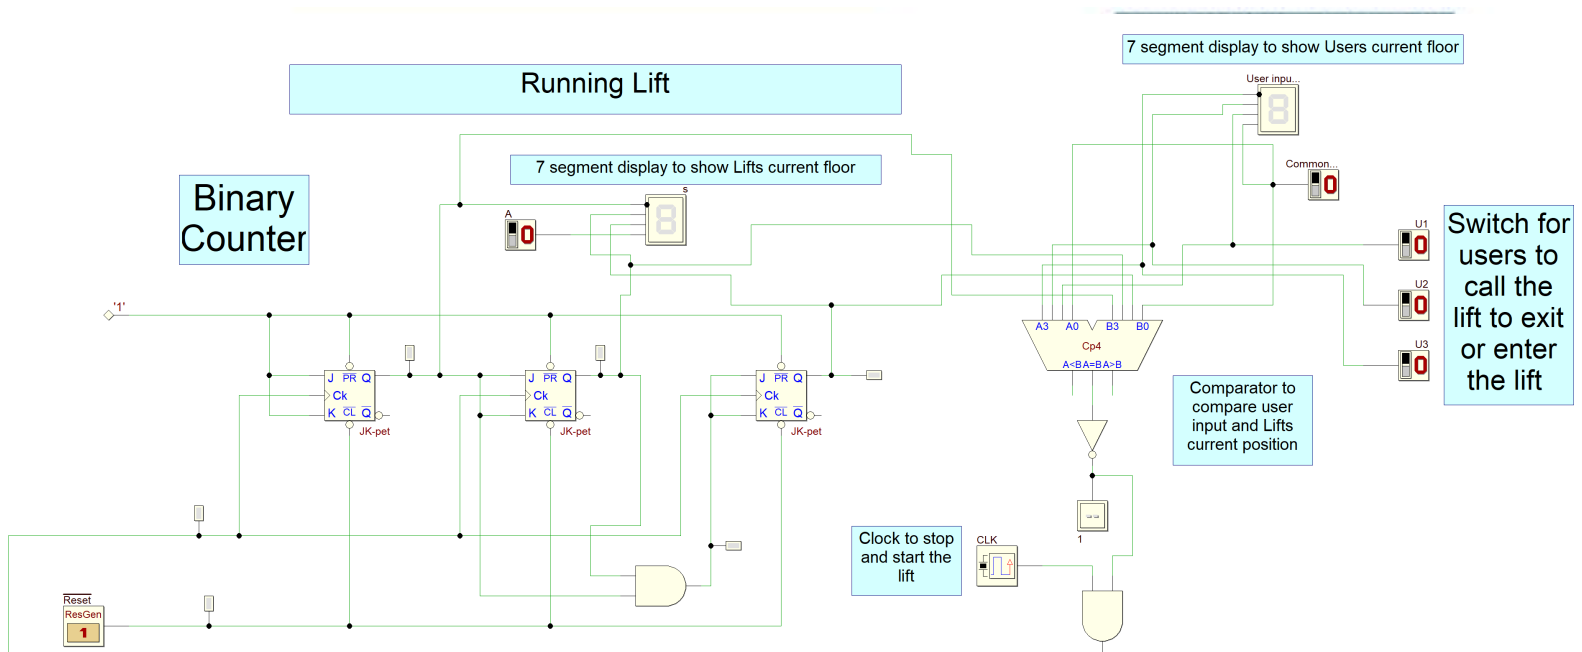 7 segment display to show Users current floor
Running Lift
User inpu...
7 segment display to show Lifts current floor
Common...
s
Binary
Counter
A
0
0
U1
0
Switch for
users to
call the
lift to exit
or enter
the lift
U2
0
U3
0
'1'
A3 A0 B3 B0
Cp4
A<B A=B A>B
J PR Q
Ck
K CL Q
JK-pet
J PR Q
Ck
K CL Q
JK-pet
J PR Q
Ck
K CL Q
JK-pet
Comparator to
compare user
input and Lifts
current position
--
1
Clock to stop
and start the
lift
CLK
Reset
ResGen
1